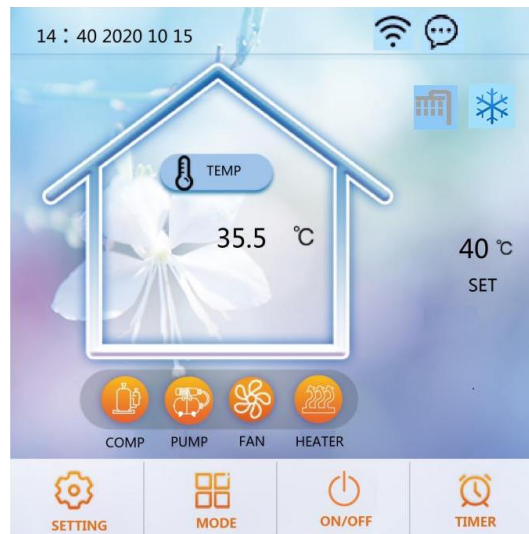 14：40 2020 10 15
TEMP
35.5 ℃
40 ℃
SET
COMP PUMP FAN HEATER
SETTING MODE ON/OFF TIMER